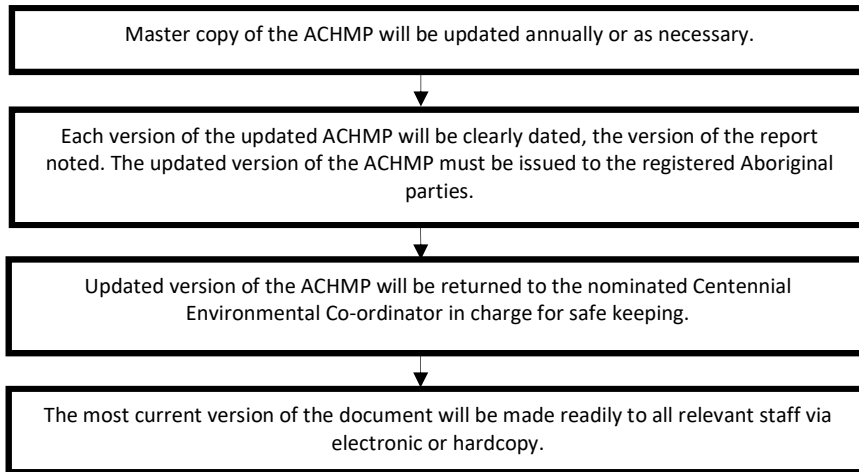 Master copy of the ACHMP will be updated annually or as necessary.
Each version of the updated ACHMP will be clearly dated, the version of the report
noted. The updated version of the ACHMP must be issued to the registered Aboriginal
parties.
Updated version of the ACHMP will be returned to the nominated Centennial
Environmental Co-ordinator in charge for safe keeping.
The most current version of the document will be made readily to all relevant staff via
electronic or hardcopy.